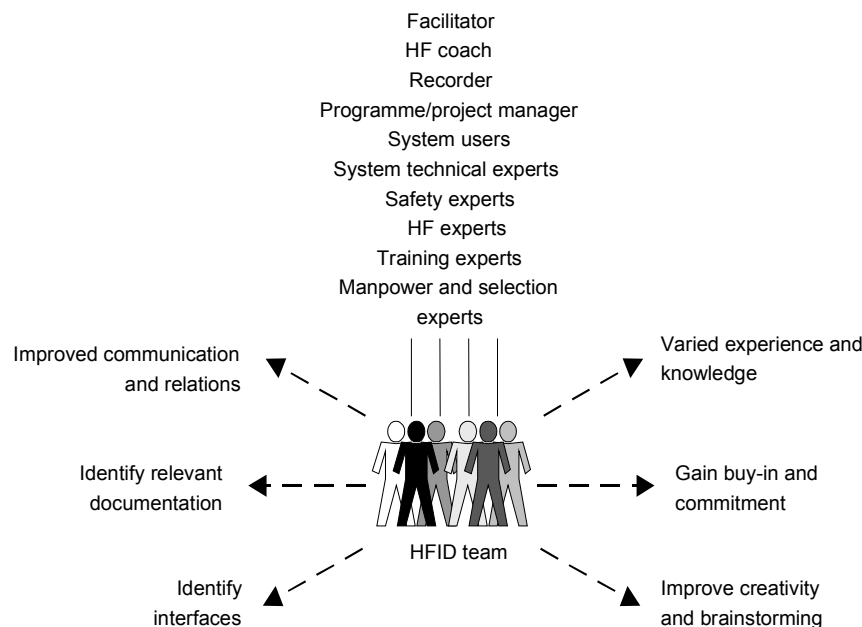 Facilitator
HF coach
Recorder
Programme/project manager
System users
System technical experts
Safety experts
HF experts
Training experts
Manpower and selection
experts
Improved communication
and relations
Varied experience and
knowledge
Identify relevant
documentation
Gain buy-in and
commitment
HFID team
Identify
interfaces
Improve creativity
and brainstorming